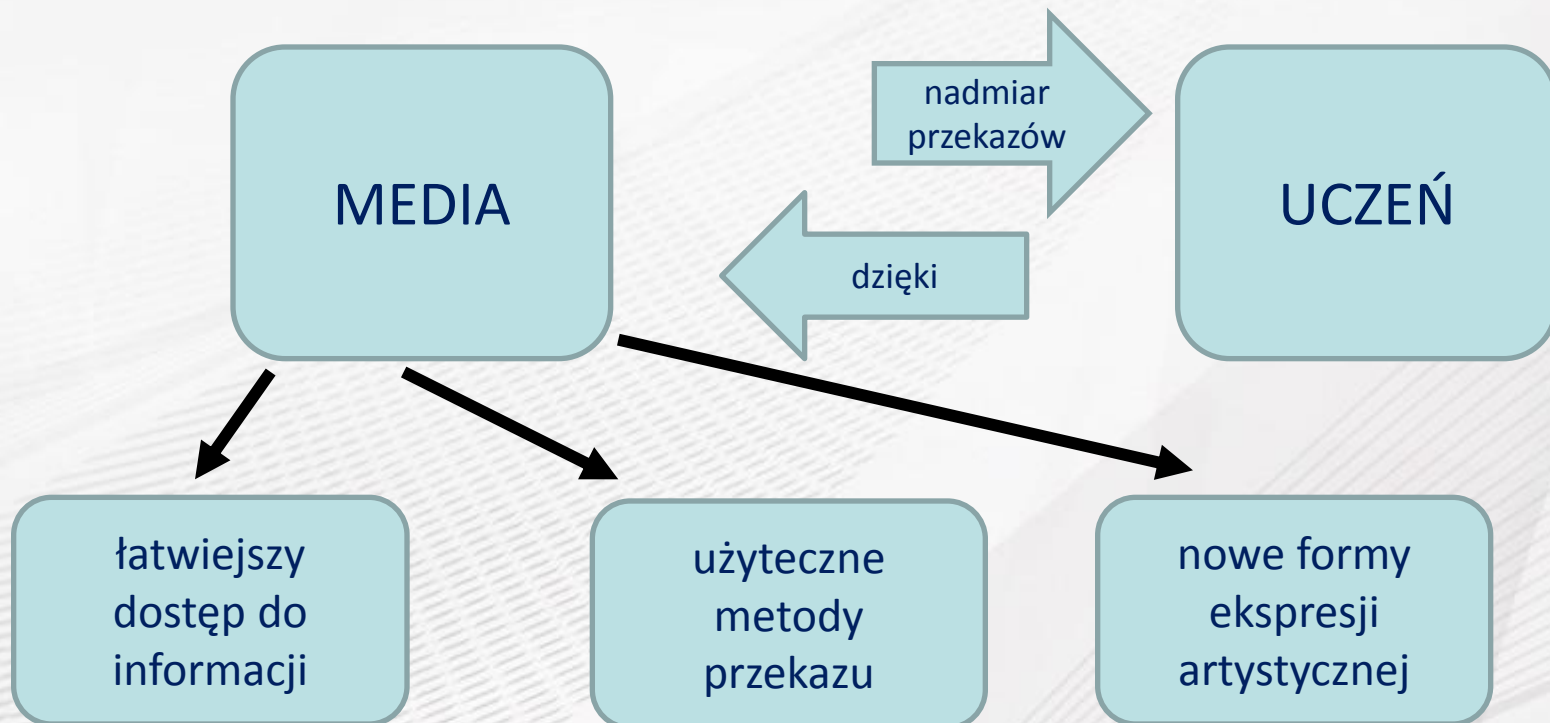 nadmiar
przekazów
MEDIA
UCZEŃ
dzięki
łatwiejszy
dostęp do
informacji
użyteczne
metody
przekazu
nowe formy
ekspresji
artystycznej